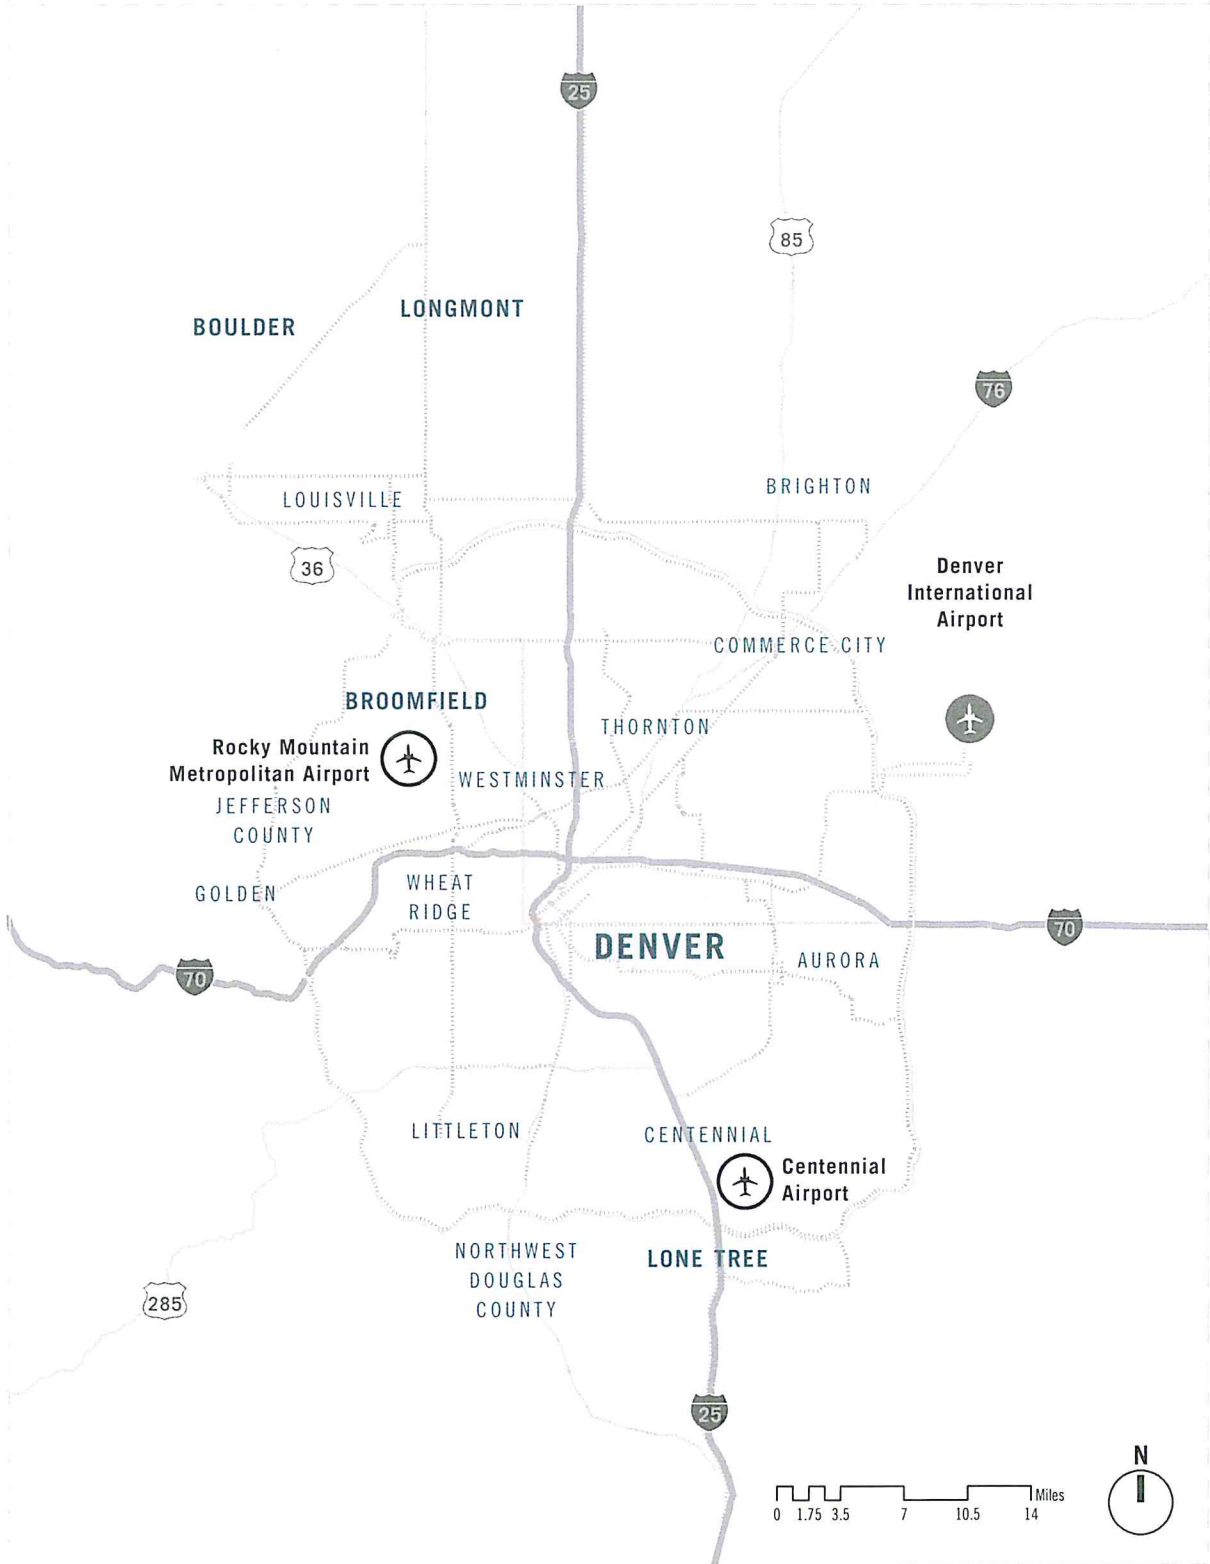 25
85
LONGMONT
BOULDER
76
BRIGHTON
LOUISVILLE
36
Denver
International
Airport
COMMERCE CITY
BROOMFIELD
THORNTON
Rocky Mountain
Metropolitan Airport
WESTMINSTER
JEFFERSON
COUNTY
WHEAT
RIDGE
GOLDEN
DENVER
70
AURORA
70
LITTLETON
CENTENNIAL
Centennial
Airport
NORTHWEST
DOUGLAS
COUNTY
LONE TREE
285
25
N
Miles
0 1.75 3.5 7 10.5 14